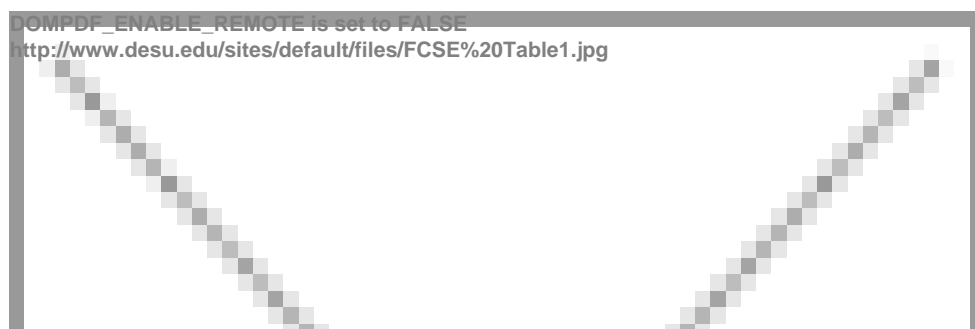 DOMPDF_ENABLE_REMOTE is set to FALSE
http://www.desu.edu/sites/default/files/FCSE%20Table1.jpg